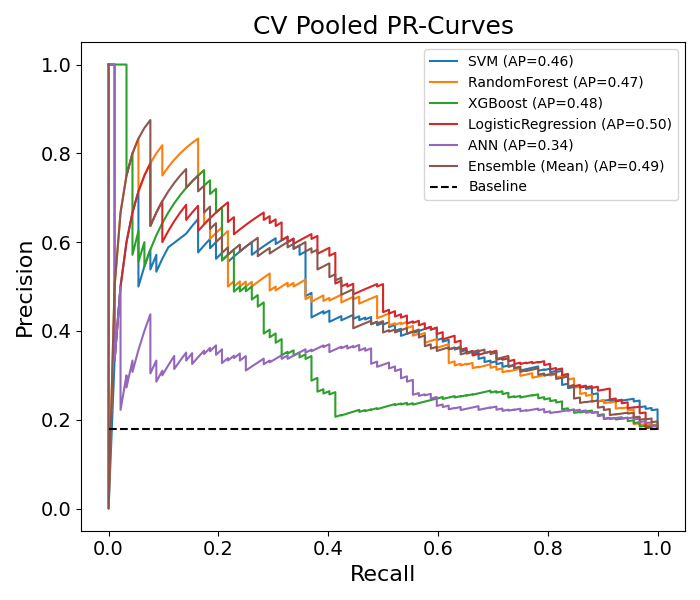 CV Pooled PR-Curves
SVM (AP=0.46)
RandomForest (AP=0.47)
XGBoost (AP=0.48)
LogisticRegression (AP=0.50)
ANN (AP=0.34)
Ensemble (Mean) (AP=0.49)
Baseline
Precision
1.0
0.8
0.6
0.4
0.2
0.0
0.0 0.2 0.4 0.6 0.8 1.0
Recall